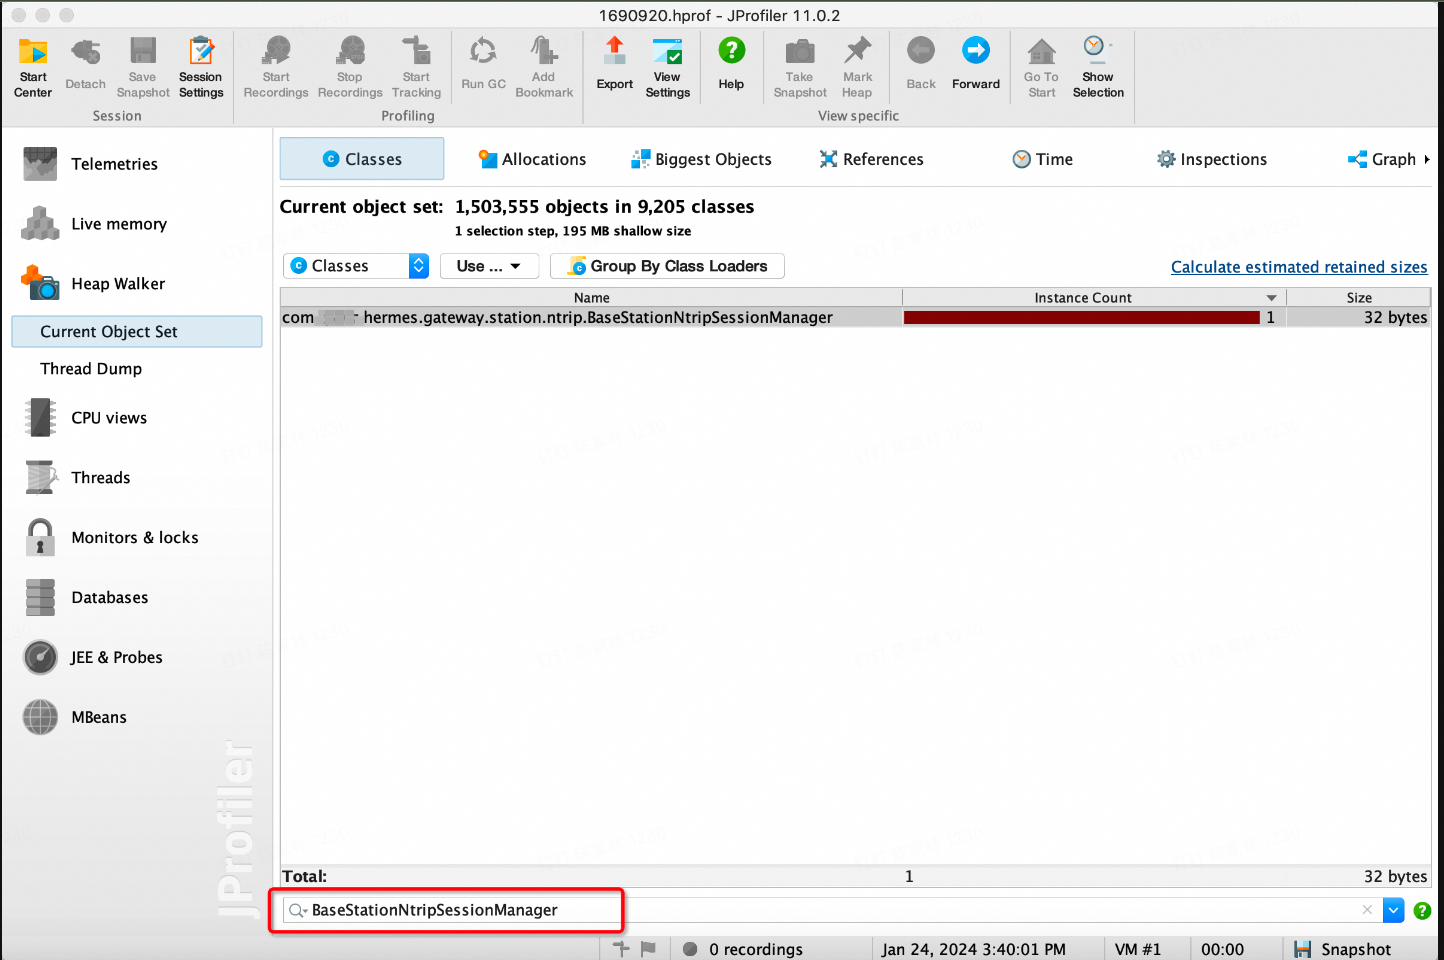 1690920.hprof - JProfiler 11.0.2
Start Center
Detach
Save Snapshot
Session Settings
Start Recordings
Stop Recordings
Start Tracking
Run GC
Add Bookmark
Export
View Settings
Help
Take Snapshot
Mark Heap
Back
Forward
Go To Start
Show Selection
Session
Profiling
View specific
Telemetries
Live memory
Heap Walker
Current Object Set
Thread Dump
CPU views
Threads
Monitors & locks
Databases
JEE & Probes
MBeans
JProfiler
Classes
Allocations
Biggest Objects
References
Time
Inspections
Graph
Current object set: 1,503,555 objects in 9,205 classes
1 selection step, 195 MB shallow size
Classes
Use ...
Group By Class Loaders
Calculate estimated retained sizes
Name Instance Count Size
com hermes.gateway.station.ntrip.BaseStationNtripSessionManager 1 32 bytes
Total: 1 32 bytes
BaseStationNtripSessionManager
0 recordings
Jan 24, 2024 3:40:01 PM
VM #1
00:00
Snapshot